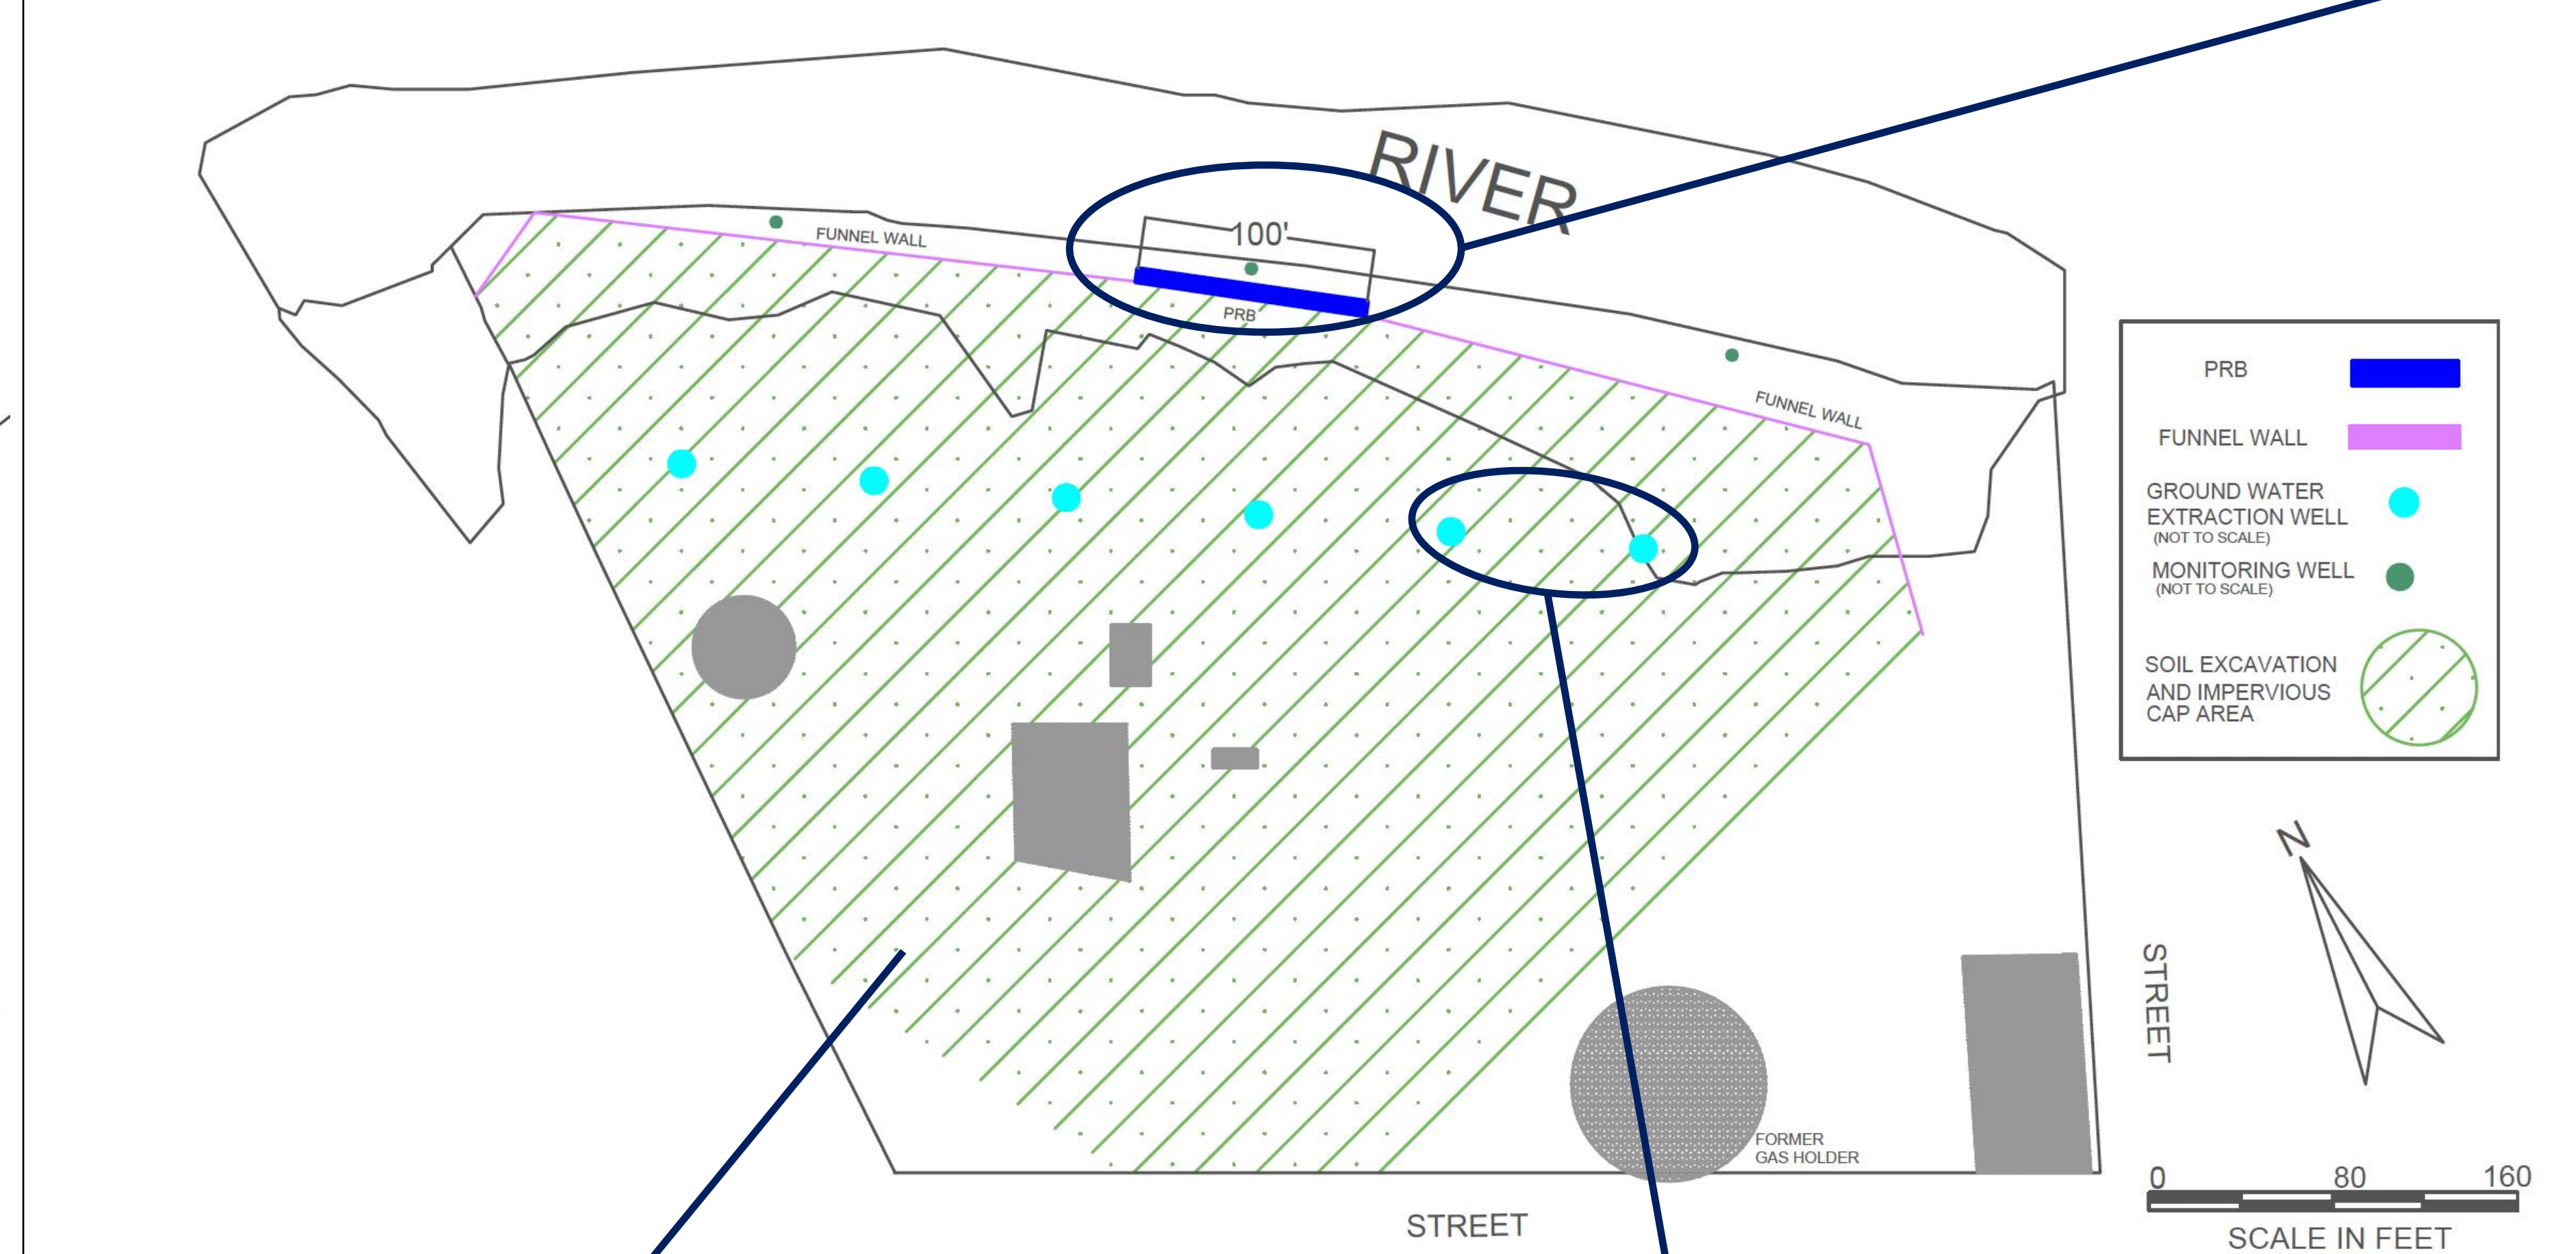 RIVER
100'
FUNNEL WALL
PRB
FUNNEL WALL
PRB
FUNNEL WALL
GROUND WATER
EXTRACTION WELL
(NOT TO SCALE)
MONITORING WELL
(NOT TO SCALE)
SOIL EXCAVATION
AND IMPERVIOUS
CAP AREA
N
STREET
FORMER
GAS HOLDER
STREET
0 80 160
SCALE IN FEET